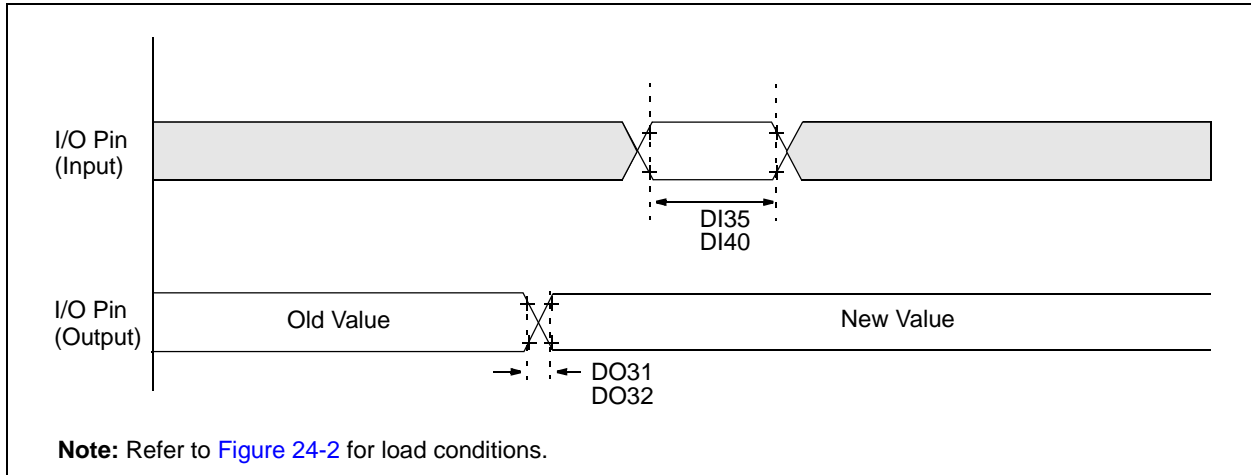 I/O Pin
(Input)
DI35
DI40
I/O Pin
(Output)
Old Value
New Value
DO31
DO32
Note: Refer to Figure 24-2 for load conditions.